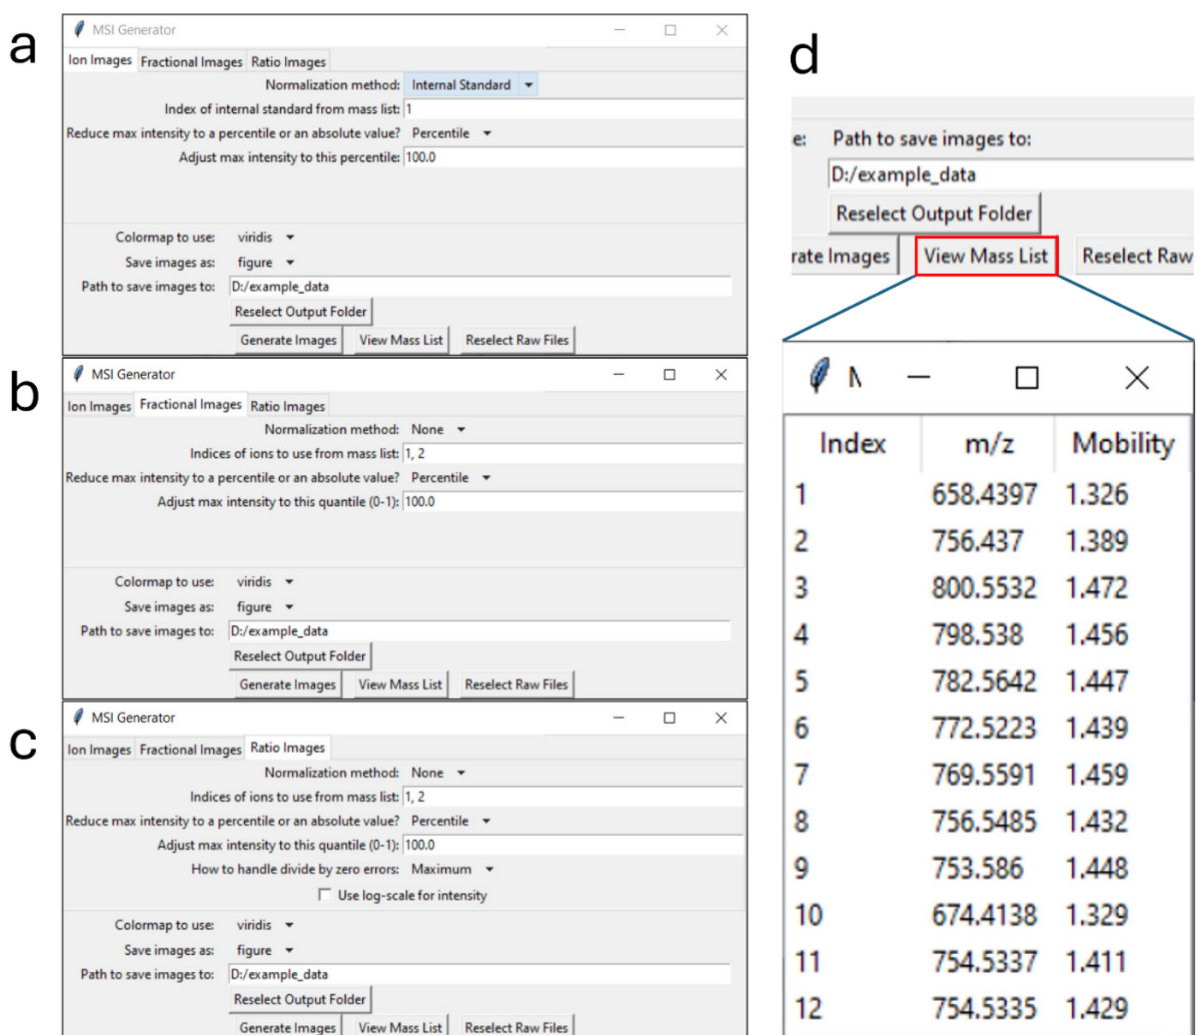 a
MSI Generator
Ion Images Fractional Images Ratio Images
Normalization method: Internal Standard
Index of internal standard from mass list: 1
Reduce max intensity to a percentile or an absolute value? Percentile
Adjust max intensity to this percentile: 100.0
Colormap to use: viridis
Save images as: figure
Path to save images to: D:/example_data
Reselect Output Folder
Generate Images View Mass List Reselect Raw Files
b
MSI Generator
Ion Images Fractional Images Ratio Images
Normalization method: None
Indices of ions to use from mass list: 1, 2
Reduce max intensity to a percentile or an absolute value? Percentile
Adjust max intensity to this quantile (0-1): 100.0
Colormap to use: viridis
Save images as: figure
Path to save images to: D:/example_data
Reselect Output Folder
Generate Images View Mass List Reselect Raw Files
c
MSI Generator
Ion Images Fractional Images Ratio Images
Normalization method: None
Indices of ions to use from mass list: 1, 2
Reduce max intensity to a percentile or an absolute value? Percentile
Adjust max intensity to this quantile (0-1): 100.0
How to handle divide by zero errors: Maximum
Use log-scale for intensity
Colormap to use: viridis
Save images as: figure
Path to save images to: D:/example_data
Reselect Output Folder
Generate Images View Mass List Reselect Raw Files
d
e: Path to save images to:
D:/example_data
Reselect Output Folder
rate Images View Mass List Reselect Raw
Index m/z Mobility
1 658.4397 1.326
2 756.437 1.389
3 800.5532 1.472
4 798.538 1.456
5 782.5642 1.447
6 772.5223 1.439
7 769.5591 1.459
8 756.5485 1.432
9 753.586 1.448
10 674.4138 1.329
11 754.5337 1.411
12 754.5335 1.429